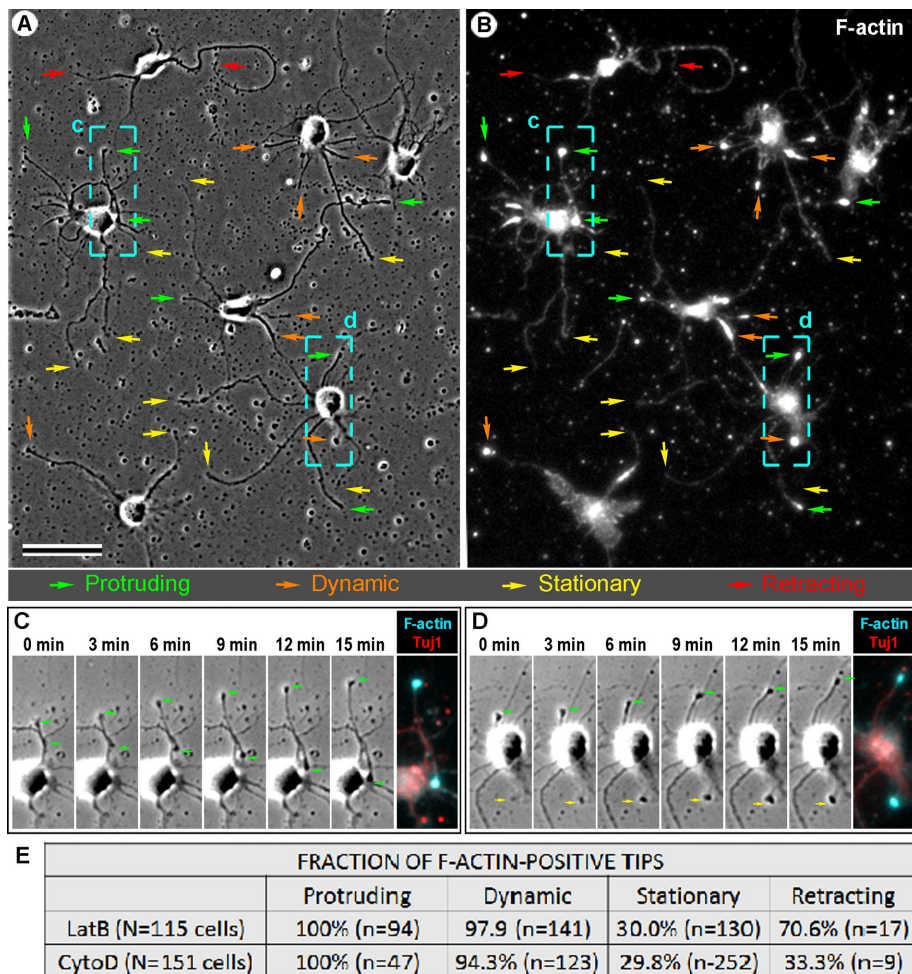 A
B
F-actin
c
c
d
d
Protruding Dynamic Stationary Retracting
C
0 min 3 min 6 min 9 min 12 min 15 min
F-actin
Tuj1
D
0 min 3 min 6 min 9 min 12 min 15 min
F-actin
Tuj1
E
FRACTION OF F-ACTIN-POSITIVE TIPS
Protruding Dynamic Stationary Retracting
LatB (N=115 cells) 100% (n=94) 97.9 (n=141) 30.0% (n=130) 70.6% (n=17)
CytoD (N=151 cells) 100% (n=47) 94.3% (n=123) 29.8% (n-252) 33.3% (n=9)